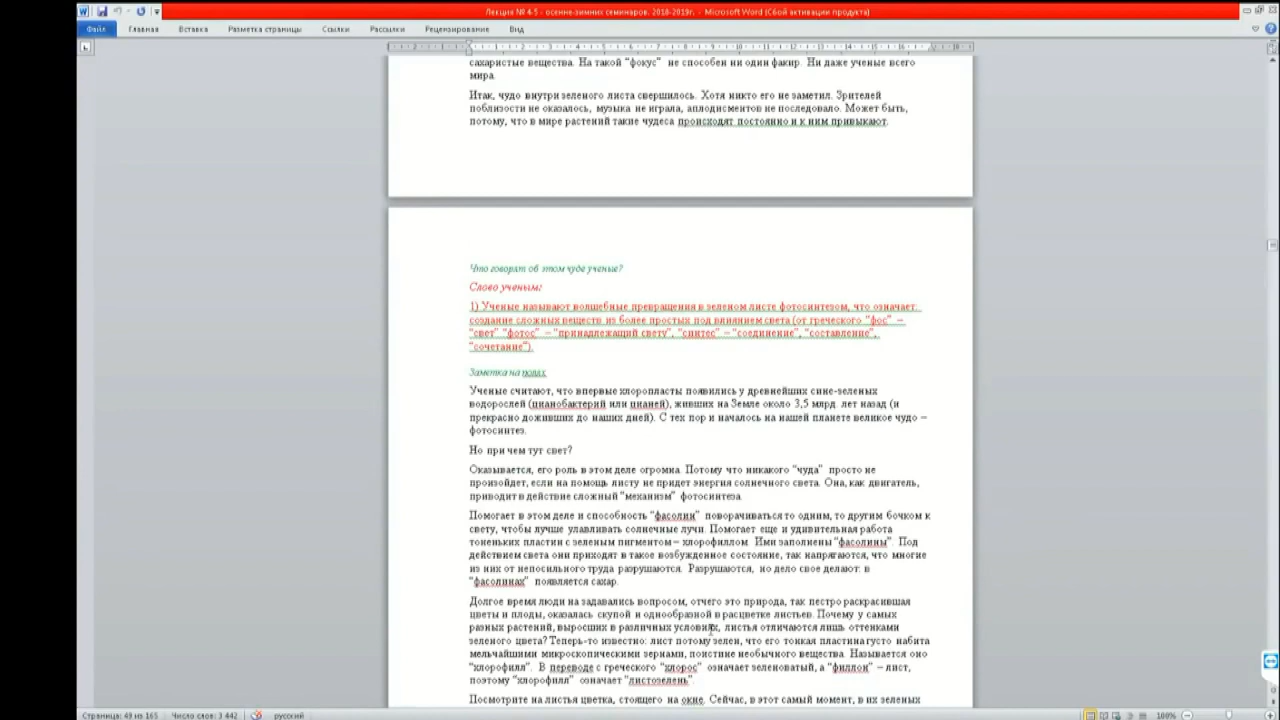 Лекция № 4-5 - осенне-зимних семинаров. 2018-2019г. - Microsoft Word (Сбой активации продукта)
Файл Главная Вставка Разметка страницы Ссылки Рассылки Рецензирование Вид
сахаристые вещества. На такой "фокус" не способен ни один факир. Ни даже ученые всего
мира.
Итак, чудо внутри зеленого листа свершилось. Хотя никто его не заметил. Зрителей
поблизости не оказалось, музыка не играла, аплодисментов не последовало. Может быть,
потому, что в мире растений такие чудеса происходят постоянно и к ним привыкают.
Что говорят об этом чуде ученые?
Слово ученым:
1) Ученые называют волшебные превращения в зеленом листе фотосинтезом, что означает:
создание сложных веществ из более простых под влиянием света (от греческого "фос" –
"свет" "фотос" – "принадлежащий свету", "синтес" – "соединение", "составление",
"сочетание").
Заметка на полях
Ученые считают, что впервые хлоропласты появились у древнейших сине-зеленых
водорослей (цианобактерий или цианей), живших на Земле около 3,5 млрд. лет назад (и
прекрасно доживших до наших дней). С тех пор и началось на нашей планете великое чудо –
фотосинтез.
Но при чем тут свет?
Оказывается, его роль в этом деле огромна. Потому что никакого "чуда" просто не
произойдет, если на помощь листу не придет энергия солнечного света. Она, как двигатель,
приводит в действие сложный "механизм" фотосинтеза.
Помогает в этом деле и способность "фасолин" поворачиваться то одним, то другим бочком к
свету, чтобы лучше улавливать солнечные лучи. Помогает еще и удивительная работа
тоненьких пластин с зеленым пигментом – хлорофиллом. Ими заполнены "фасолины". Под
действием света они приходят в такое возбужденное состояние, так напрягаются, что многие
из них от непосильного труда разрушаются. Разрушаются, но дело свое делают: в
"фасолинах" появляется сахар.
Долгое время люди на задавались вопросом, отчего это природа, так пестро раскрасившая
цветы и плоды, оказалась скупой и однообразной в расцветке листьев. Почему у самых
разных растений, выросших в различных условиях, листья отличаются лишь оттенками
зеленого цвета? Теперь-то известно: лист потому зелен, что его тонкая пластина густо набита
мельчайшими микроскопическими зернами, поистине необычного вещества. Называется оно
"хлорофилл". В переводе с греческого "хлорос" означает зеленоватый, а "филлон" – лист,
поэтому "хлорофилл" означает "листозелень".
Посмотрите на листья цветка, стоящего на окне. Сейчас, в этот самый момент, в их зеленых
Страница: 49 из 165 Число слов: 3 442 русский 100%